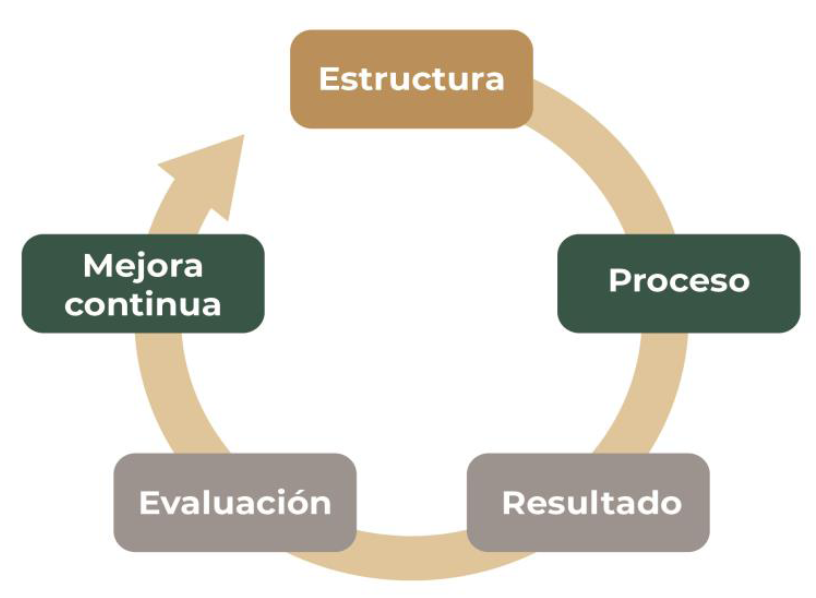 Estructura
Proceso
Resultado
Evaluación
Mejora
continua